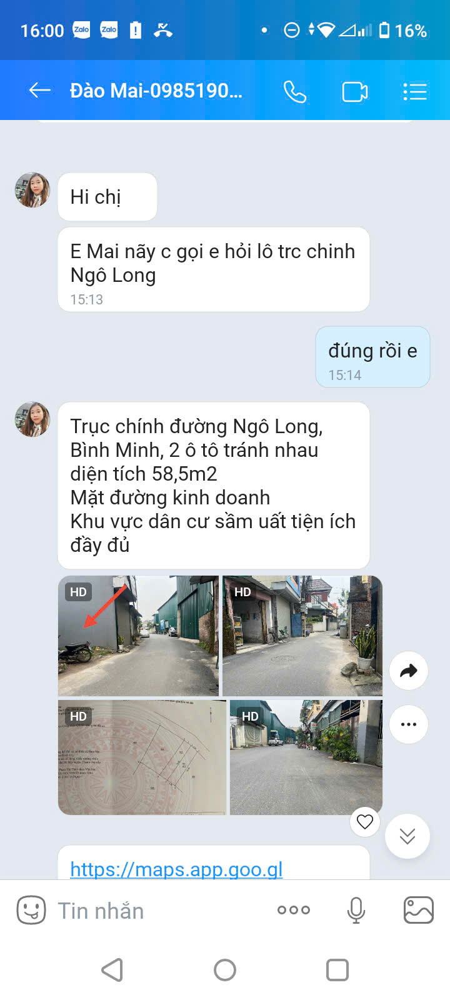 16:00 Zalo Zalo 16%
Đào Mai-0985190...
Hi chị
E Mai nãy c gọi e hỏi lô trc chinh
Ngô Long
15:13
đúng rồi e
15:14
Trục chính đường Ngô Long,
Bình Minh, 2 ô tô tránh nhau
diện tích 58,5m2
Mặt đường kinh doanh
Khu vực dân cư sầm uất tiện ích
đầy đủ
HD
HD
HD
HD
https://maps.app.goo.gl
Tin nhắn